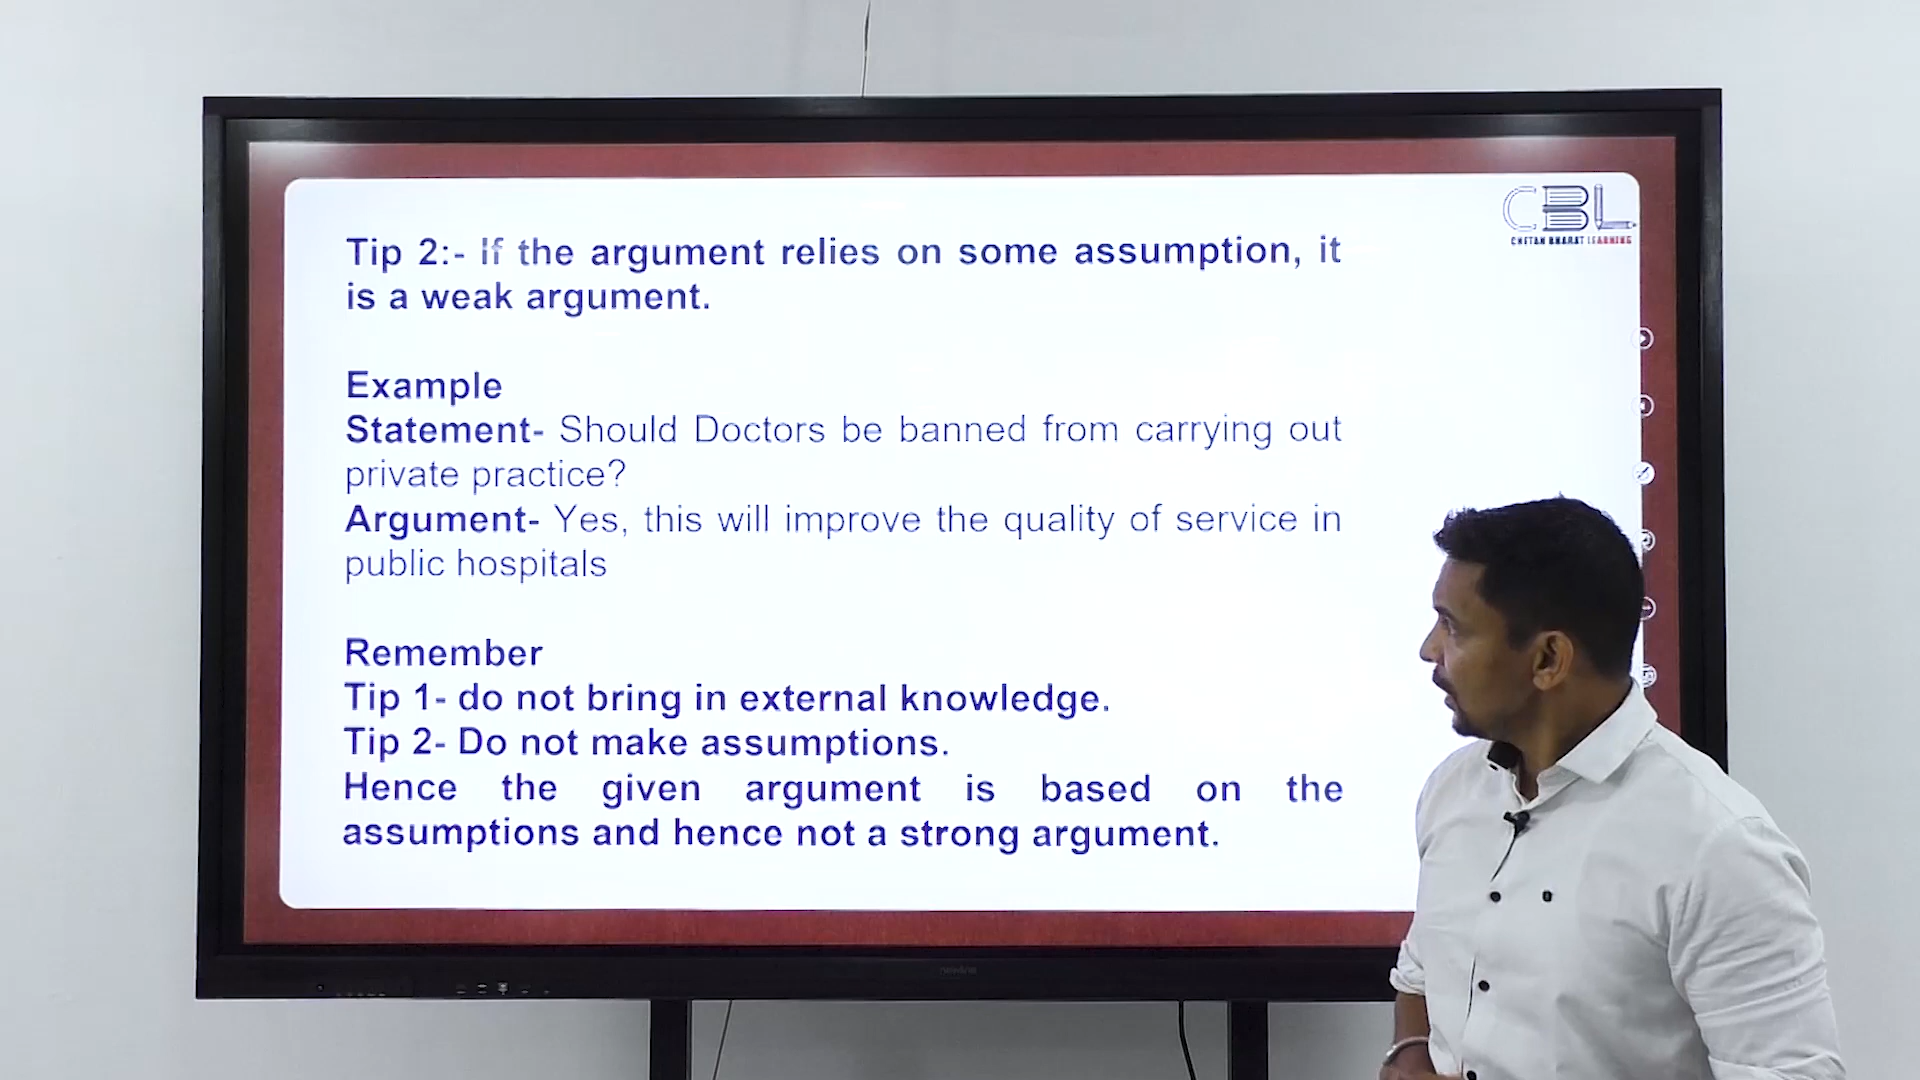 CBL
CHETAN BHARAT LEARNING
Tip 2:- If the argument relies on some assumption, it
is a weak argument.
Example
Statement- Should Doctors be banned from carrying out
private practice?
Argument- Yes, this will improve the quality of service in
public hospitals
Remember
Tip 1- do not bring in external knowledge.
Tip 2- Do not make assumptions.
Hence the given argument is based on the
assumptions and hence not a strong argument.